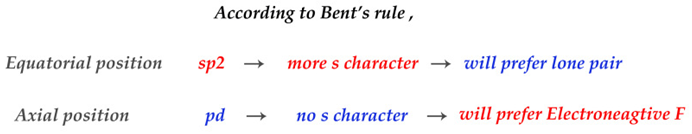 According to Bent's rule ,
Equatorial position sp2 → more s character → will prefer lone pair
Axial position pd → no s character → will prefer Electroneagtive F